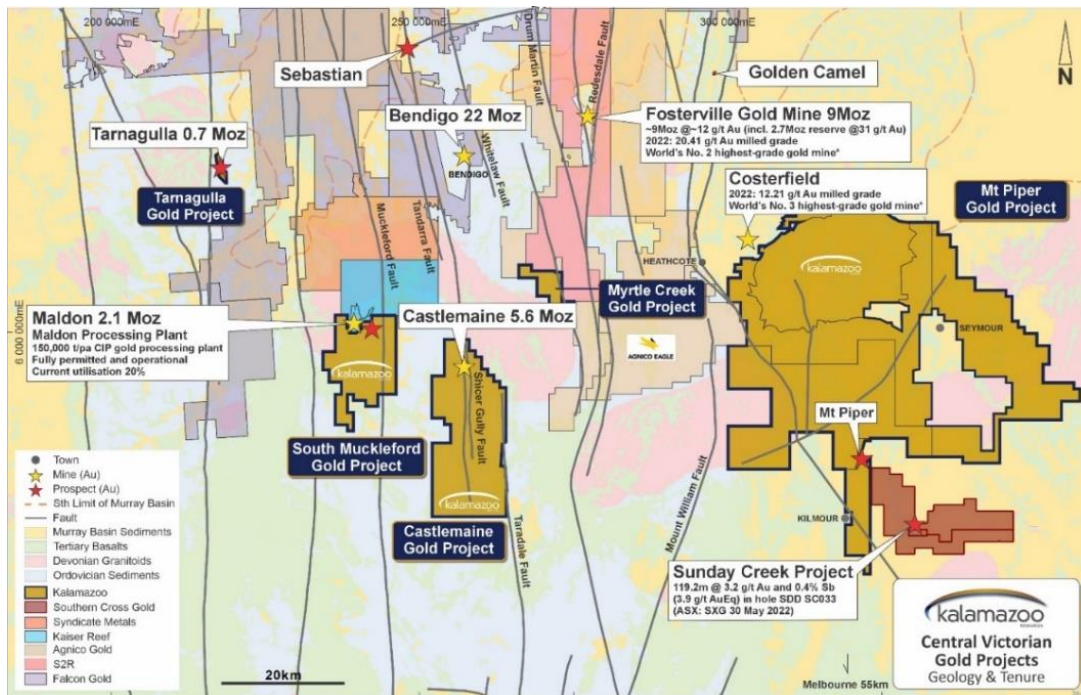 200 000mE
250 000mE
300 000mE
N
Sebastian
Golden Camel
Drum Martin Fault
Redesdale Fault
Bendigo 22 Moz
BENDIGO
Whitelaw Fault
Fosterville Gold Mine 9Moz
~9Moz @~12 g/t Au (incl. 2.7Moz reserve @31 g/t Au)
2022: 20.41 g/t Au milled grade
World's No. 2 highest-grade gold mine*
Tarnagulla 0.7 Moz
Tarnagulla
Gold Project
Costerfield
2022: 12.21 g/t Au milled grade
World's No. 3 highest-grade gold mine*
Mt Piper
Gold Project
Muckleford Fault
Tandarra Fault
HEATHCOTE
kalamazoo
Myrtle Creek
Gold Project
6 000 000mE
Maldon 2.1 Moz
Maldon Processing Plant
150,000 t/pa CIP gold processing plant
Fully permitted and operational
Current utilisation 20%
Castlemaine 5.6 Moz
AGNICO EAGLE
SEYMOUR
kalamazoo
Shicer Gully Fault
South Muckleford
Gold Project
Mt Piper
kalamazoo
Castlemaine
Gold Project
Taradale Fault
Mount William Fault
KILMOUR
Sunday Creek Project
119.2m @ 3.2 g/t Au and 0.4% Sb
(3.9 g/t AuEq) in hole SDD SC033
(ASX: SXG 30 May 2022)
Town
Mine (Au)
Prospect (Au)
Sth Limit of Murray Basin
Fault
Murray Basin Sediments
Tertiary Basalts
Devonian Granitoids
Ordovician Sediments
Kalamazoo
Southern Cross Gold
Syndicate Metals
Kaiser Reef
Agnico Gold
S2R
Falcon Gold
20km
Melbourne 55km
kalamazoo
Central Victorian
Gold Projects
Geology & Tenure